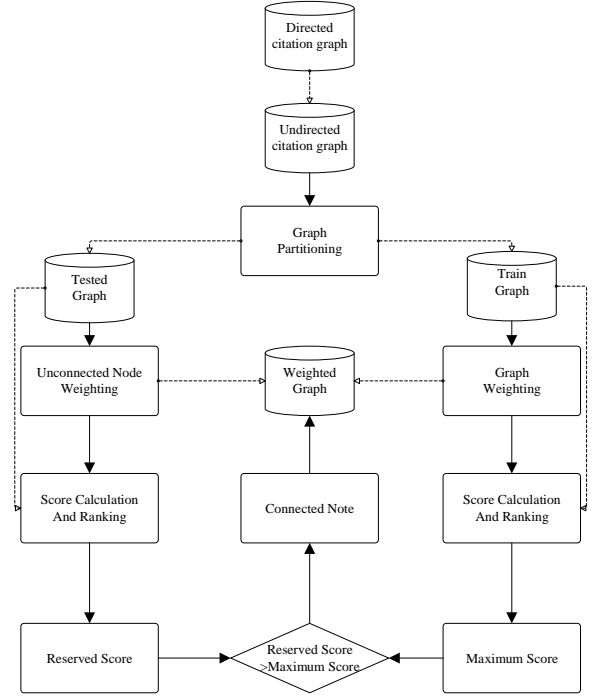 Directed
citation graph
Undirected
citation graph
Graph
Partitioning
Tested
Graph
Train
Graph
Unconnected Node
Weighting
Weighted
Graph
Graph
Weighting
Score Calculation
And Ranking
Connected Note
Score Calculation
And Ranking
Reserved Score
Reserved Score
>Maximum Score
Maximum Score